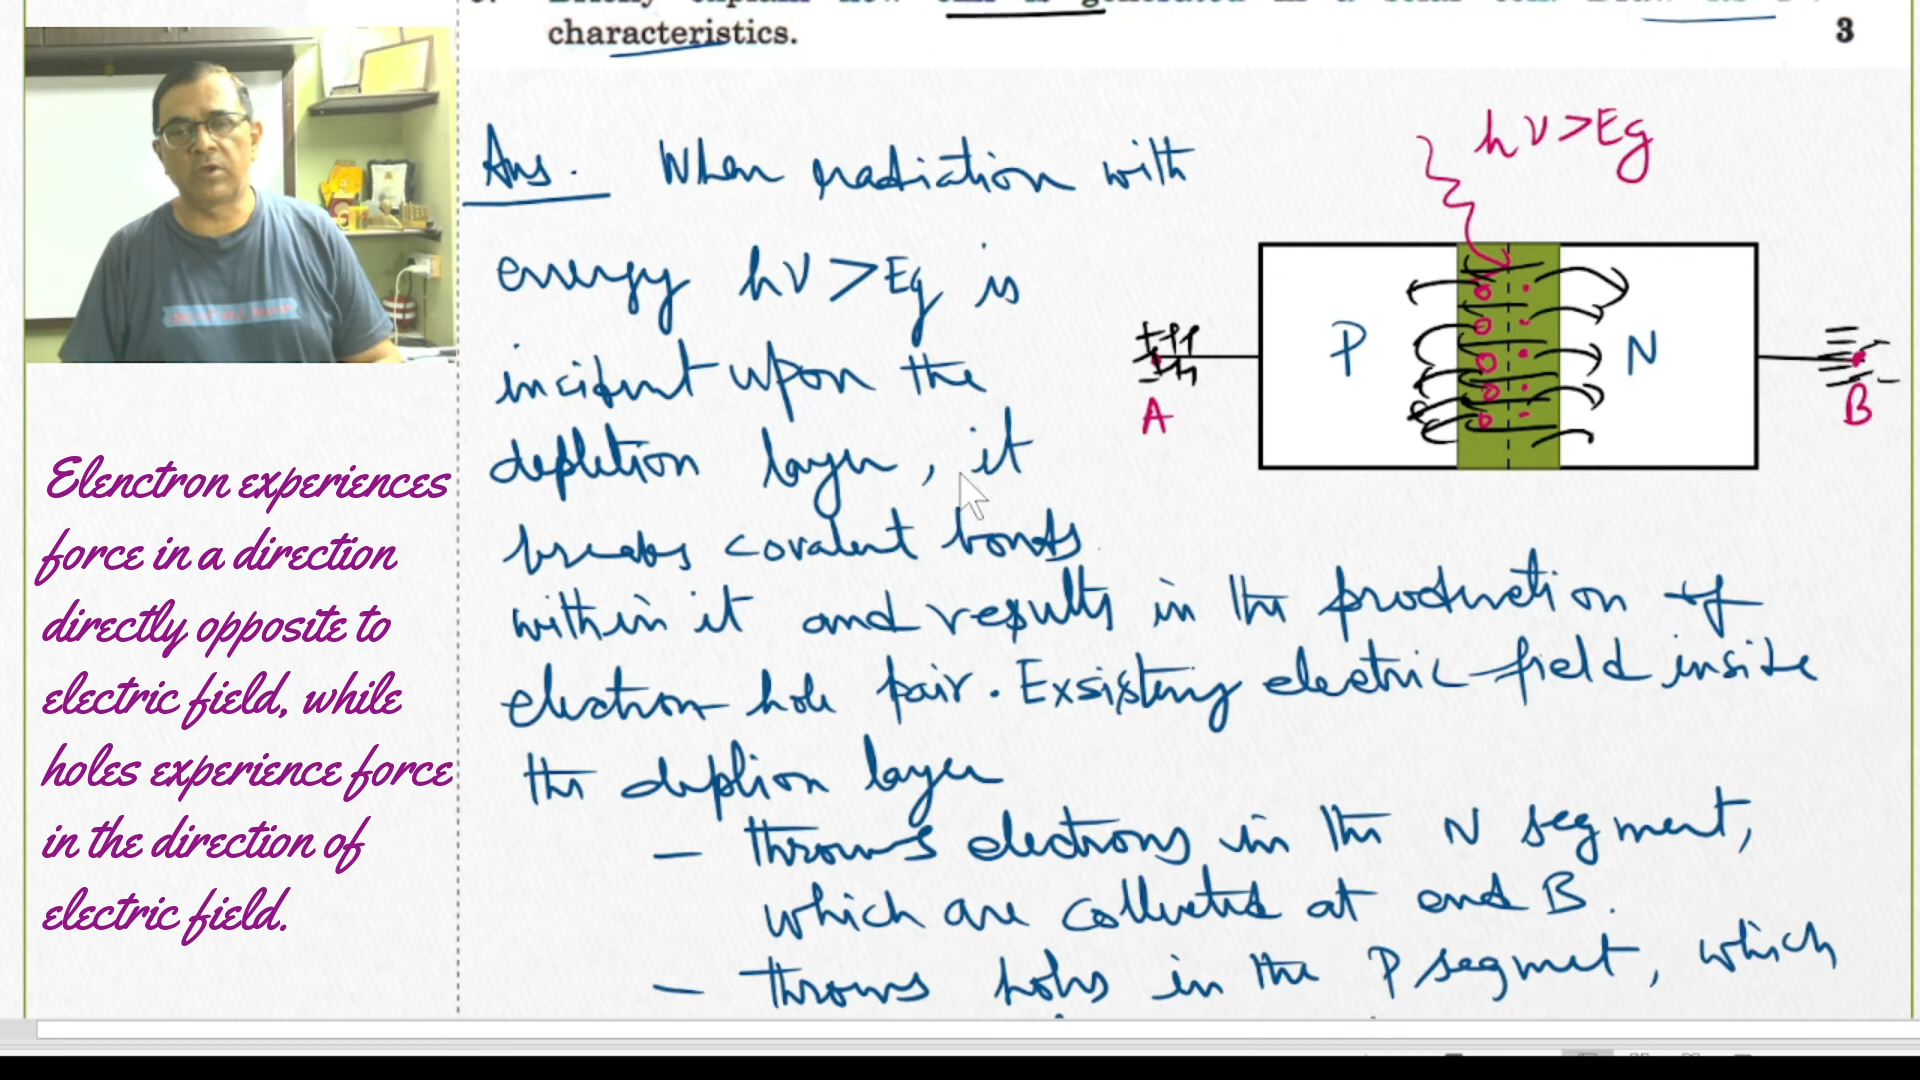 characteristics. 3
Ans. When radiation with
energy hν > Eg is
incident upon the
depletion layer, it
breaks covalent bonds
within it and results in the production of
electron hole pair. Exsisting electric field inside
the deplion layer
– throws electrons in the N segment,
which are collected at end B.
– throws holes in the P segmet, which
hν>Eg
P
N
A
B
Elenctron experiences
force in a direction
directly opposite to
electric field, while
holes experience force
in the direction of
electric field.